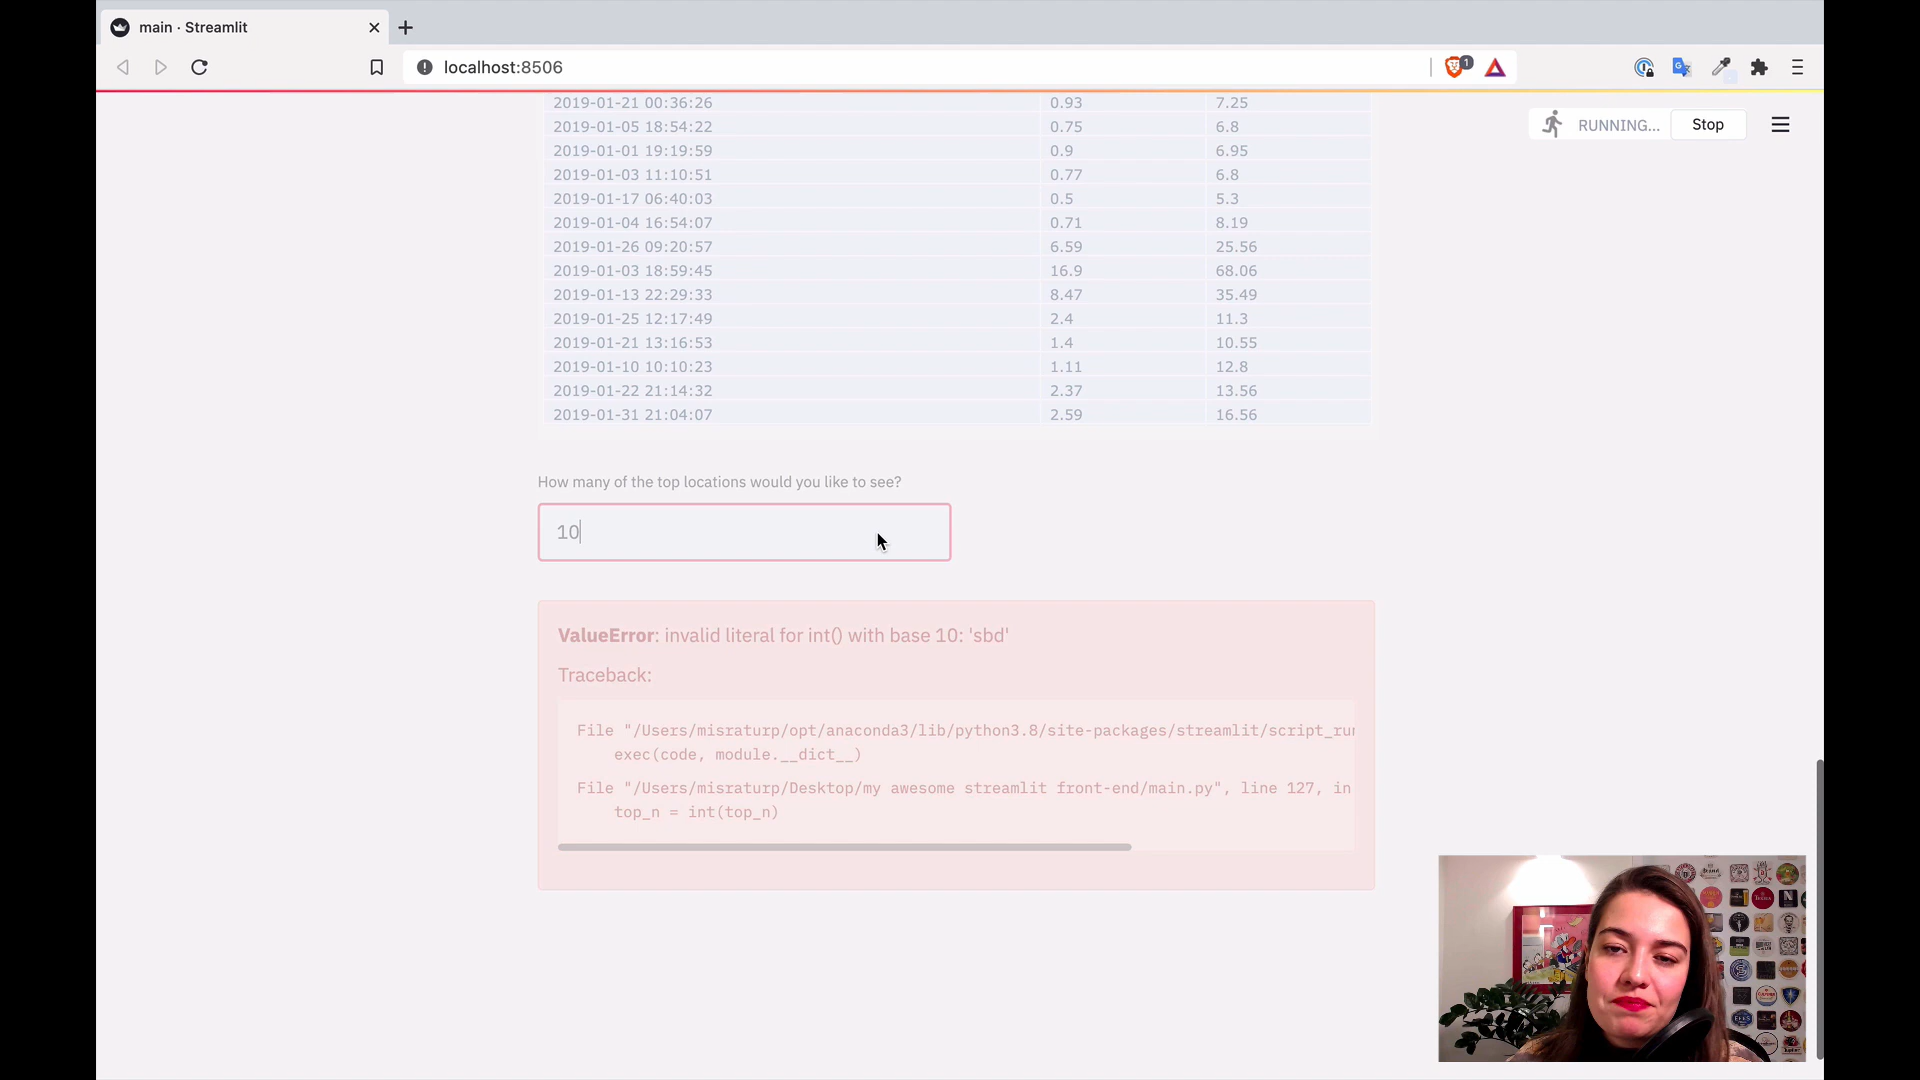 main · Streamlit
localhost:8506
1
2019-01-21 00:36:26 0.93 7.25
RUNNING... Stop
2019-01-05 18:54:22 0.75 6.8
2019-01-01 19:19:59 0.9 6.95
2019-01-03 11:10:51 0.77 6.8
2019-01-17 06:40:03 0.5 5.3
2019-01-04 16:54:07 0.71 8.19
2019-01-26 09:20:57 6.59 25.56
2019-01-03 18:59:45 16.9 68.06
2019-01-13 22:29:33 8.47 35.49
2019-01-25 12:17:49 2.4 11.3
2019-01-21 13:16:53 1.4 10.55
2019-01-10 10:10:23 1.11 12.8
2019-01-22 21:14:32 2.37 13.56
2019-01-31 21:04:07 2.59 16.56
How many of the top locations would you like to see?
10
ValueError: invalid literal for int() with base 10: 'sbd'
Traceback:
File "/Users/misraturp/opt/anaconda3/lib/python3.8/site-packages/streamlit/script_run
exec(code, module.__dict__)
File "/Users/misraturp/Desktop/my awesome streamlit front-end/main.py", line 127, in
top_n = int(top_n)